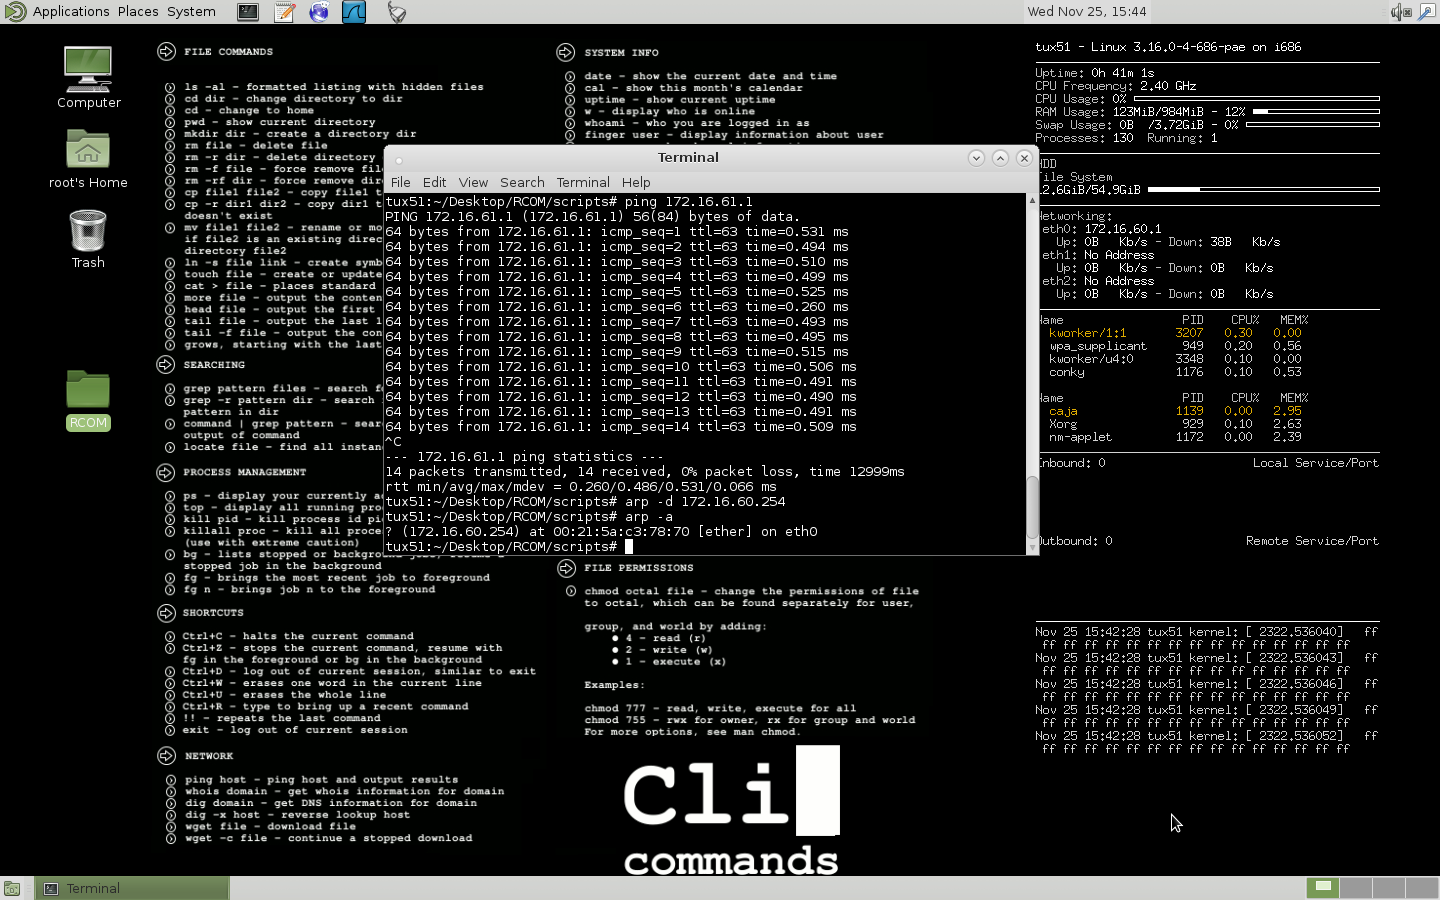 Applications Places System
Wed Nov 25, 15:44
Computer
root's Home
Trash
RCOM
FILE COMMANDS
ls -al - formatted listing with hidden files
cd dir - change directory to dir
cd - change to home
pwd - show current directory
mkdir dir - create a directory dir
rm file - delete file
rm -r dir - delete directory
rm -f file - force remove file
rm -rf dir - force remove dir
cp file1 file2 - copy file1 t
cp -r dir1 dir2 - copy dir1 t
doesn't exist
mv file1 file2 - rename or mo
if file2 is an existing direc
directory file2
ln -s file link - create symb
touch file - create or update
cat > file - places standard
more file - output the conten
head file - output the first
tail file - output the last 1
tail -f file - output the con
grows, starting with the last
SEARCHING
grep pattern files - search f
grep -r pattern dir - search
pattern in dir
command | grep pattern - sear
output of command
locate file - find all instan
PROCESS MANAGEMENT
ps - display your currently ac
top - display all running proc
kill pid - kill process id pid
killall proc - kill all proce
(use with extreme caution)
bg - lists stopped or backgro
stopped job in the background
fg - brings the most recent job to foreground
fg n - brings job n to the foreground
SHORTCUTS
Ctrl+C - halts the current command
Ctrl+Z - stops the current command, resume with
fg in the foreground or bg in the background
Ctrl+D - log out of current session, similar to exit
Ctrl+W - erases one word in the current line
Ctrl+U - erases the whole line
Ctrl+R - type to bring up a recent command
!! - repeats the last command
exit - log out of current session
NETWORK
ping host - ping host and output results
whois domain - get whois information for domain
dig domain - get DNS information for domain
dig -x host - reverse lookup host
wget file - download file
wget -c file - continue a stopped download
SYSTEM INFO
date - show the current date and time
cal - show this month's calendar
uptime - show current uptime
w - display who is online
whoami - who you are logged in as
finger user - display information about user
Terminal
File Edit View Search Terminal Help
tux51:~/Desktop/RCOM/scripts# ping 172.16.61.1
PING 172.16.61.1 (172.16.61.1) 56(84) bytes of data.
64 bytes from 172.16.61.1: icmp_seq=1 ttl=63 time=0.531 ms
64 bytes from 172.16.61.1: icmp_seq=2 ttl=63 time=0.494 ms
64 bytes from 172.16.61.1: icmp_seq=3 ttl=63 time=0.510 ms
64 bytes from 172.16.61.1: icmp_seq=4 ttl=63 time=0.499 ms
64 bytes from 172.16.61.1: icmp_seq=5 ttl=63 time=0.525 ms
64 bytes from 172.16.61.1: icmp_seq=6 ttl=63 time=0.260 ms
64 bytes from 172.16.61.1: icmp_seq=7 ttl=63 time=0.493 ms
64 bytes from 172.16.61.1: icmp_seq=8 ttl=63 time=0.495 ms
64 bytes from 172.16.61.1: icmp_seq=9 ttl=63 time=0.515 ms
64 bytes from 172.16.61.1: icmp_seq=10 ttl=63 time=0.506 ms
64 bytes from 172.16.61.1: icmp_seq=11 ttl=63 time=0.491 ms
64 bytes from 172.16.61.1: icmp_seq=12 ttl=63 time=0.490 ms
64 bytes from 172.16.61.1: icmp_seq=13 ttl=63 time=0.491 ms
64 bytes from 172.16.61.1: icmp_seq=14 ttl=63 time=0.509 ms
^C
--- 172.16.61.1 ping statistics ---
14 packets transmitted, 14 received, 0% packet loss, time 12999ms
rtt min/avg/max/mdev = 0.260/0.486/0.531/0.066 ms
tux51:~/Desktop/RCOM/scripts# arp -d 172.16.60.254
tux51:~/Desktop/RCOM/scripts# arp -a
? (172.16.60.254) at 00:21:5a:c3:78:70 [ether] on eth0
tux51:~/Desktop/RCOM/scripts#
FILE PERMISSIONS
chmod octal file - change the permissions of file
to octal, which can be found separately for user,
group, and world by adding:
4 - read (r)
2 - write (w)
1 - execute (x)
Examples:
chmod 777 - read, write, execute for all
chmod 755 - rwx for owner, rx for group and world
For more options, see man chmod.
Cli
commands
tux51 - Linux 3.16.0-4-686-pae on i686
Uptime: 0h 41m 1s
CPU Frequency: 2.40 GHz
CPU Usage: 0%
RAM Usage: 123MiB/984MiB - 12%
Swap Usage: 0B /3.72GiB - 0%
Processes: 130 Running: 1
HDD
ile System
2.6GiB/54.9GiB
etworking:
eth0: 172.16.60.1
Up: 0B Kb/s - Down: 38B Kb/s
eth1: No Address
Up: 0B Kb/s - Down: 0B Kb/s
eth2: No Address
Up: 0B Kb/s - Down: 0B Kb/s
ame PID CPU% MEM%
kworker/1:1 3207 0.30 0.00
wpa_supplicant 949 0.20 0.56
kworker/u4:0 3348 0.10 0.00
conky 1176 0.10 0.53
ame PID CPU% MEM%
caja 1139 0.00 2.95
Xorg 929 0.10 2.63
nm-applet 1172 0.00 2.39
nbound: 0 Local Service/Port
Outbound: 0 Remote Service/Port
Nov 25 15:42:28 tux51 kernel: [ 2322.536040] ff
ff ff ff ff ff ff ff ff ff ff ff ff ff ff ff
Nov 25 15:42:28 tux51 kernel: [ 2322.536043] ff
ff ff ff ff ff ff ff ff ff ff ff ff ff ff ff
Nov 25 15:42:28 tux51 kernel: [ 2322.536046] ff
ff ff ff ff ff ff ff ff ff ff ff ff ff ff ff
Nov 25 15:42:28 tux51 kernel: [ 2322.536049] ff
ff ff ff ff ff ff ff ff ff ff ff ff ff ff ff
Nov 25 15:42:28 tux51 kernel: [ 2322.536052] ff
ff ff ff ff ff ff ff ff ff ff ff ff ff ff ff
Terminal